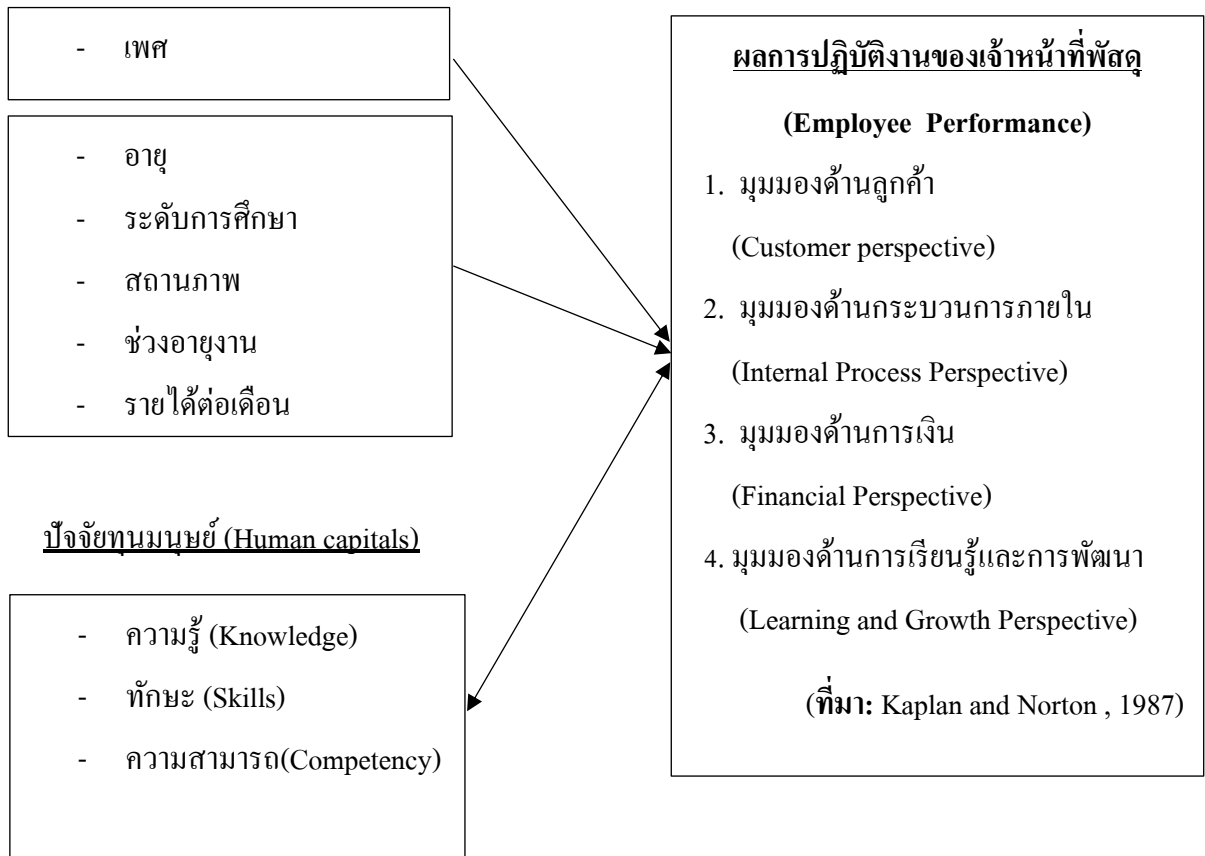 - เพศ
- อายุ
- ระดับการศึกษา
- สถานภาพ
- ช่วงอายุงาน
- รายได้ต่อเดือน
ปัจจัยทุนมนุษย์ (Human capitals)
- ความรู้ (Knowledge)
- ทักษะ (Skills)
- ความสามารถ(Competency)
ผลการปฏิบัติงานของเจ้าหน้าที่พัสดุ
(Employee Performance)
1. มุมมองด้านลูกค้า
(Customer perspective)
2. มุมมองด้านกระบวนการภายใน
(Internal Process Perspective)
3. มุมมองด้านการเงิน
(Financial Perspective)
4. มุมมองด้านการเรียนรู้และการพัฒนา
(Learning and Growth Perspective)
(ที่มา: Kaplan and Norton , 1987)